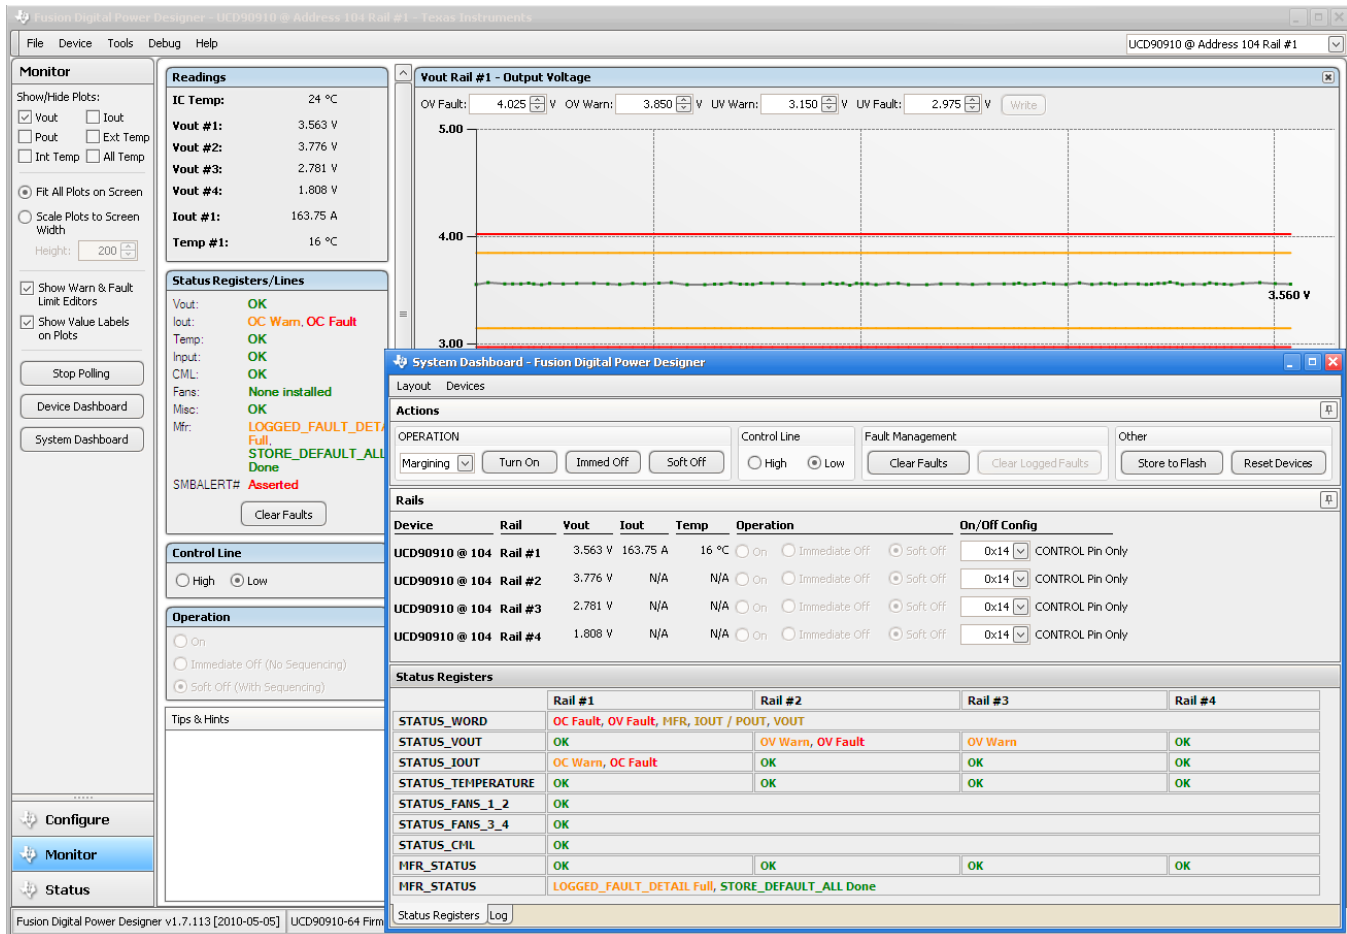 Fusion Digital Power Designer - UCD90910 @ Address 104 Rail #1 - Texas Instruments
File Device Tools Debug Help
UCD90910 @ Address 104 Rail #1
Monitor
Show/Hide Plots:
Vout Iout
Pout Ext Temp
Int Temp All Temp
Fit All Plots on Screen
Scale Plots to Screen
Width
Height: 200
Show Warn & Fault
Limit Editors
Show Value Labels
on Plots
Stop Polling
Device Dashboard
System Dashboard
Configure
Monitor
Status
Readings
IC Temp: 24 °C
Vout #1: 3.563 V
Vout #2: 3.776 V
Vout #3: 2.781 V
Vout #4: 1.808 V
Iout #1: 163.75 A
Temp #1: 16 °C
Status Registers/Lines
Vout: OK
Iout: OC Warn, OC Fault
Temp: OK
Input: OK
CML: OK
Fans: None installed
Misc: OK
Mfr: LOGGED_FAULT_DETA
Full,
STORE_DEFAULT_ALL
Done
SMBALERT# Asserted
Clear Faults
Control Line
High Low
Operation
On
Immediate Off (No Sequencing)
Soft Off (With Sequencing)
Tips & Hints
Vout Rail #1 - Output Voltage
OV Fault: 4.025 V OV Warn: 3.850 V UV Warn: 3.150 V UV Fault: 2.975 V Write
5.00
4.00
3.560 V
3.00
System Dashboard - Fusion Digital Power Designer
Layout Devices
Actions
OPERATION Control Line Fault Management Other
Margining Turn On Immed Off Soft Off High Low Clear Faults Clear Logged Faults Store to Flash Reset Devices
Rails
Device Rail Vout Iout Temp Operation On/Off Config
UCD90910 @ 104 Rail #1 3.563 V 163.75 A 16 °C On Immediate Off Soft Off 0x14 CONTROL Pin Only
UCD90910 @ 104 Rail #2 3.776 V N/A N/A On Immediate Off Soft Off 0x14 CONTROL Pin Only
UCD90910 @ 104 Rail #3 2.781 V N/A N/A On Immediate Off Soft Off 0x14 CONTROL Pin Only
UCD90910 @ 104 Rail #4 1.808 V N/A N/A On Immediate Off Soft Off 0x14 CONTROL Pin Only
Status Registers
Rail #1 Rail #2 Rail #3 Rail #4
STATUS_WORD OC Fault, OV Fault, MFR, IOUT / POUT, VOUT
STATUS_VOUT OK OV Warn, OV Fault OV Warn OK
STATUS_IOUT OC Warn, OC Fault OK OK OK
STATUS_TEMPERATURE OK OK OK OK
STATUS_FANS_1_2 OK
STATUS_FANS_3_4 OK
STATUS_CML OK
MFR_STATUS OK OK OK OK
MFR_STATUS LOGGED_FAULT_DETAIL Full, STORE_DEFAULT_ALL Done
Status Registers Log
Fusion Digital Power Designer v1.7.113 [2010-05-05] UCD90910-64 Firm